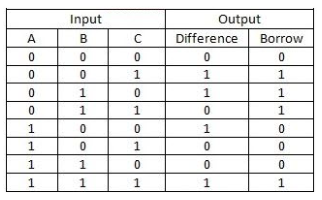 Input Output
A B C Difference Borrow
0 0 0 0 0
0 0 1 1 1
0 1 0 1 1
0 1 1 0 1
1 0 0 1 0
1 0 1 0 0
1 1 0 0 0
1 1 1 1 1